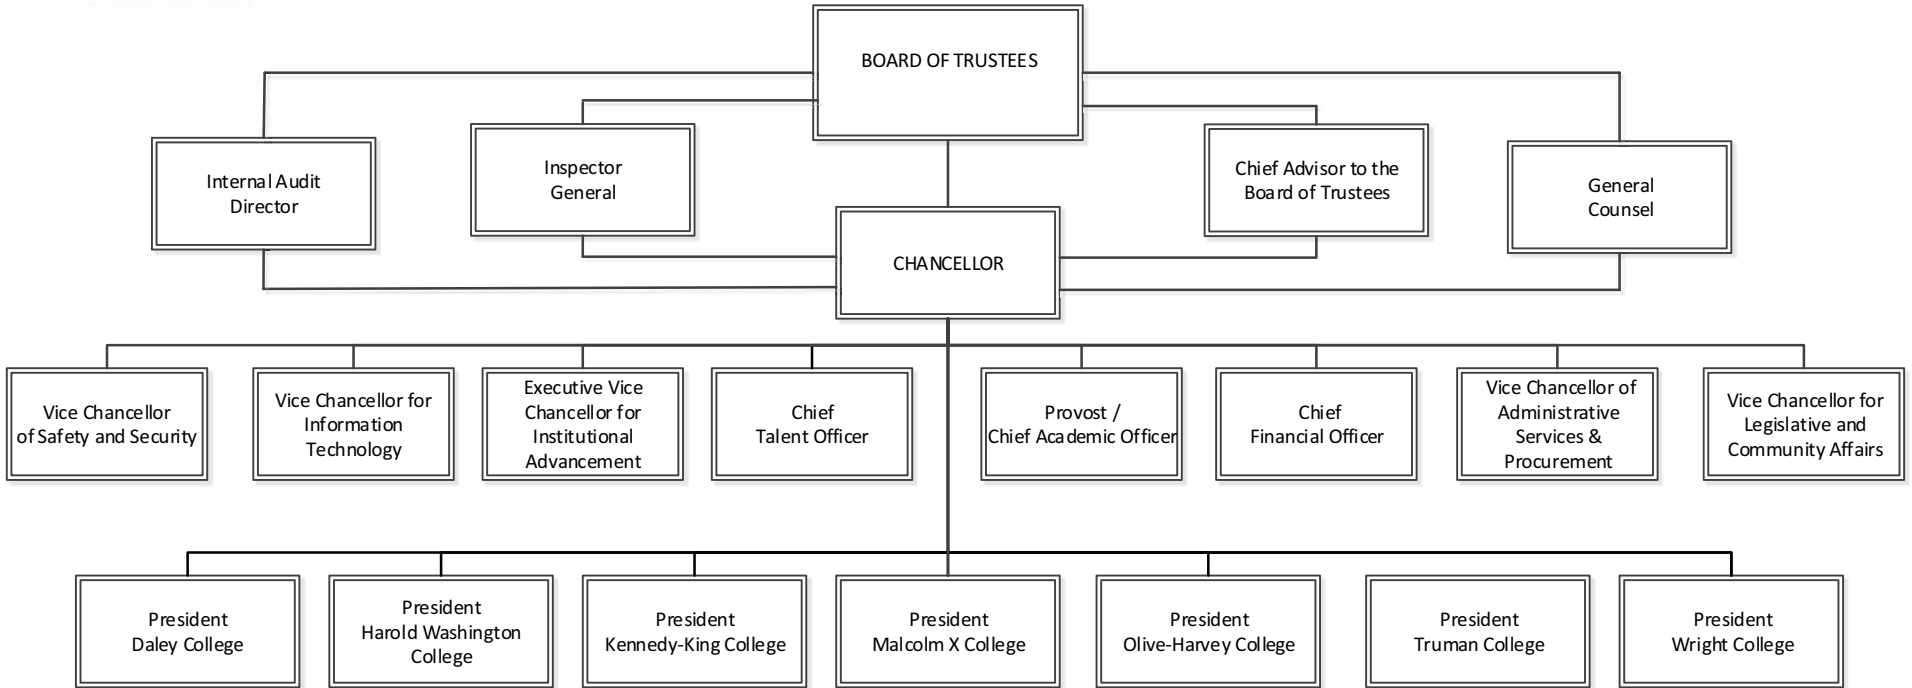 BOARD OF TRUSTEES
Internal Audit
Director
Inspector
General
Chief Advisor to the
Board of Trustees
General
Counsel
CHANCELLOR
Vice Chancellor
of Safety and Security
Vice Chancellor for
Information
Technology
Executive Vice
Chancellor for
Institutional
Advancement
Chief
Talent Officer
Provost /
Chief Academic Officer
Chief
Financial Officer
Vice Chancellor of
Administrative
Services &
Procurement
Vice Chancellor for
Legislative and
Community Affairs
President
Daley College
President
Harold Washington
College
President
Kennedy-King College
President
Malcolm X College
President
Olive-Harvey College
President
Truman College
President
Wright College